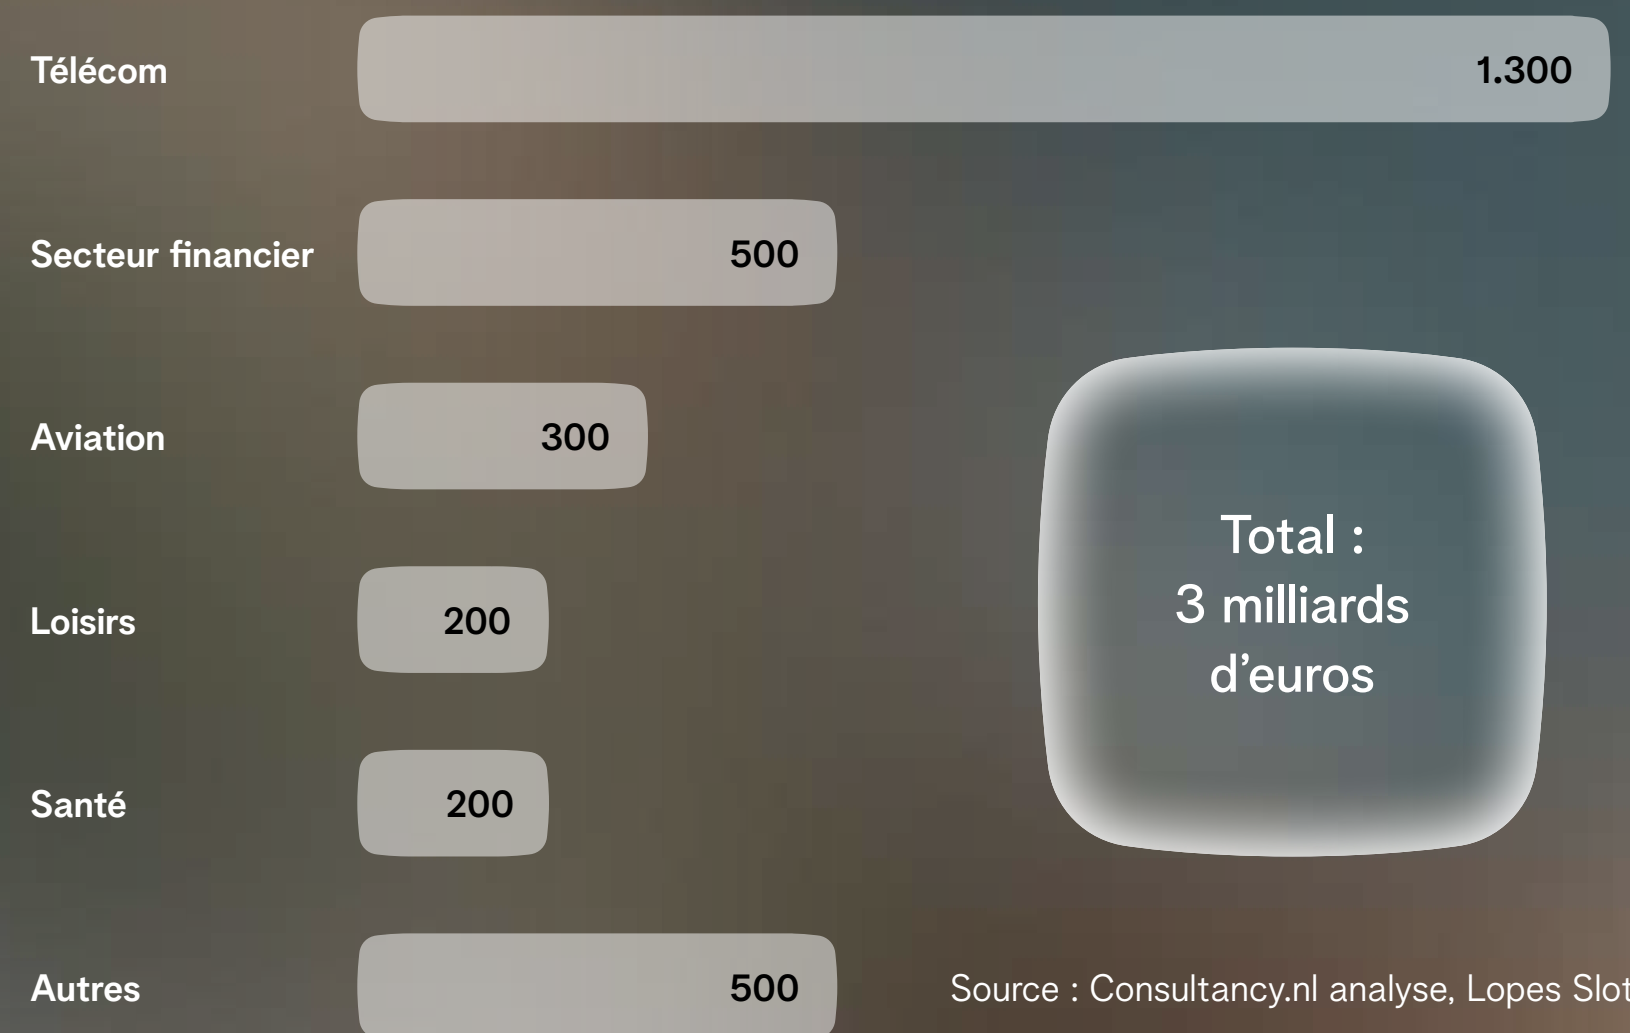 Télécom 1.300
Secteur financier 500
Aviation 300
Total :
Loisirs 200 3 milliards
d’euros
Santé 200
Autres 500
Source : Consultancy.nl analyse, Lopes Slot